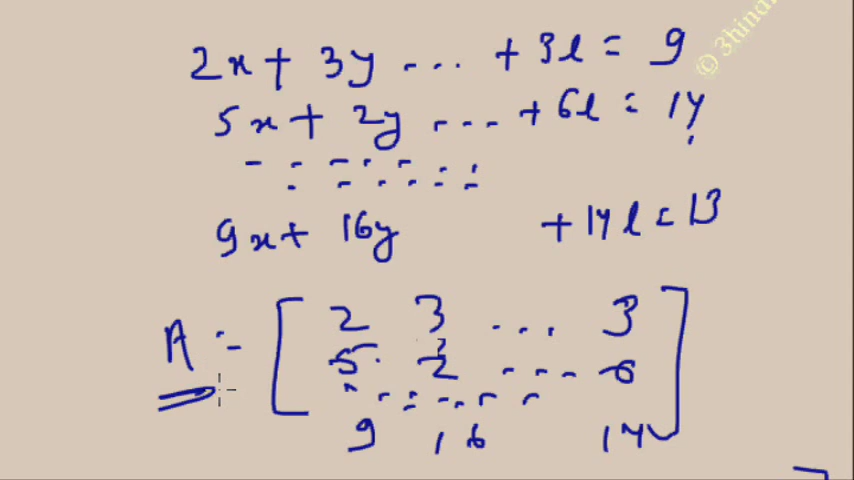 2x + 3y ... + 3l = 9
5x + 2y ... + 6l = 14
9x + 16y + 14l = 13
A = [ 2 3 ... 3
5 2 ... 6
9 16 14 ]
© 3hindi